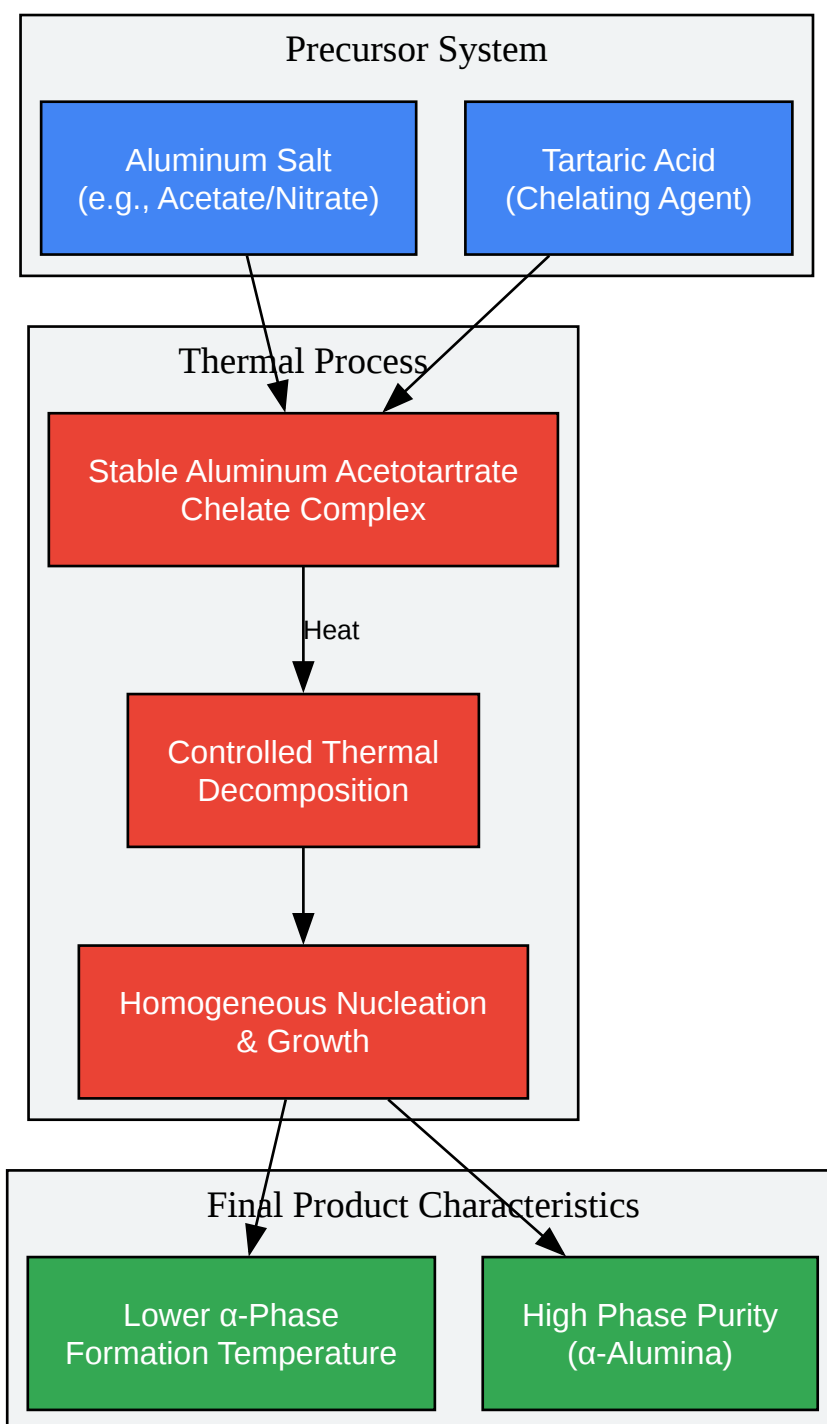 Precursor System
Aluminum Salt
(e.g., Acetate/Nitrate)
Tartaric Acid
(Chelating Agent)
Thermal Process
Stable Aluminum Acetotartrate
Chelate Complex
Heat
Controlled Thermal
Decomposition
Homogeneous Nucleation
& Growth
Final Product Characteristics
Lower α-Phase
Formation Temperature
High Phase Purity
(α-Alumina)